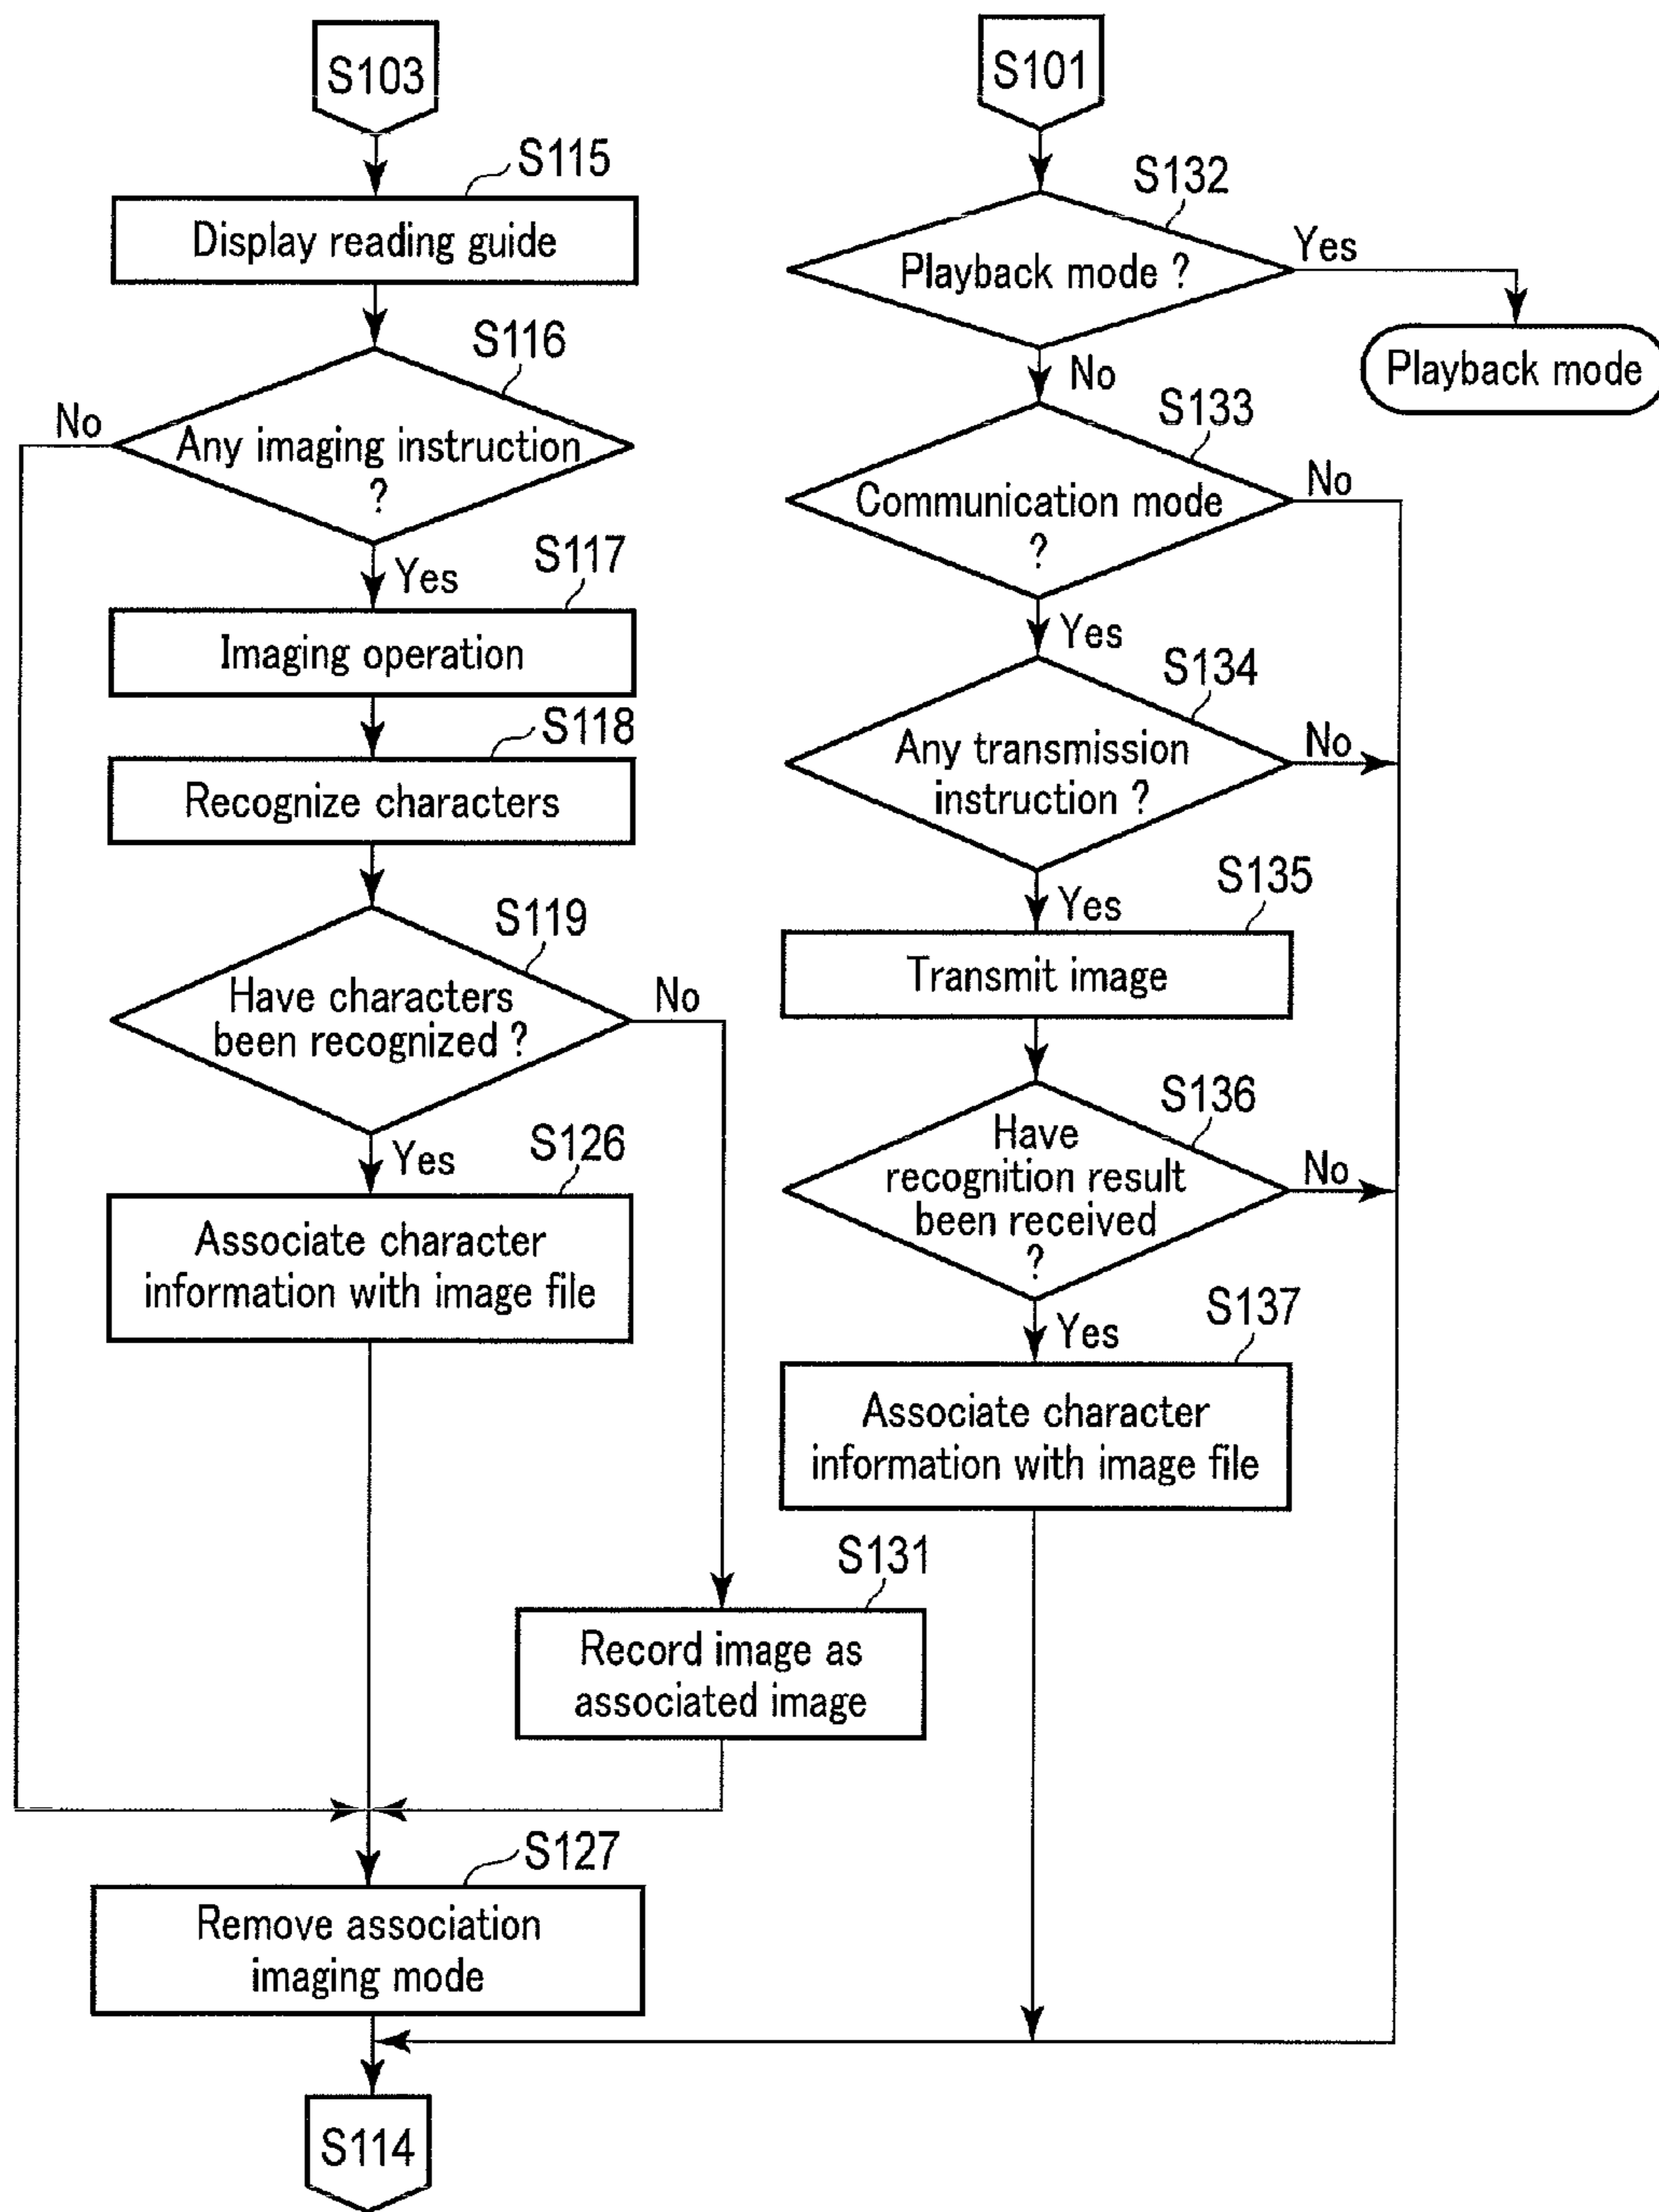 S103
S115
Display reading guide
S116
No
Any imaging instruction
?
Yes
S117
Imaging operation
S118
Recognize characters
S119
Have characters
been recognized ?
No
Yes
S126
Associate character
information with image file
S131
Record image as
associated image
S127
Remove association
imaging mode
S114
S101
S132
Playback mode ?
Yes
Playback mode
No
S133
Communication mode
?
No
Yes
S134
Any transmission
instruction ?
No
Yes
S135
Transmit image
S136
Have
recognition result
been received
?
No
Yes
S137
Associate character
information with image file